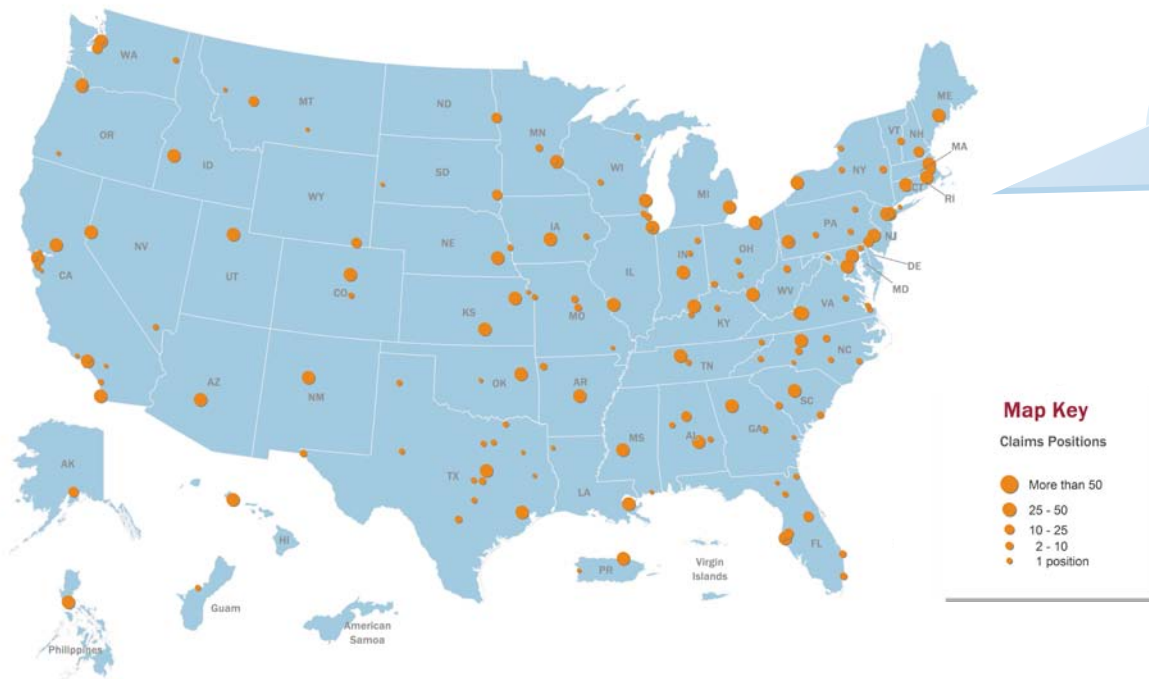 WA
MT
ND
MN
ME
VT
NH
MA
OR
ID
SD
WI
NY
MI
CT
RI
WY
IA
PA
NJ
NE
OH
NV
IL
IN
DE
UT
CA
CO
WV
MD
VA
KS
MO
KY
NC
TN
OK
AZ
NM
AR
SC
MS
AL
GA
AK
TX
LA
FL
HI
PR
Virgin
Islands
Guam
American
Samoa
Philippines
Map Key
Claims Positions
More than 50
25 - 50
10 - 25
2 - 10
1 position